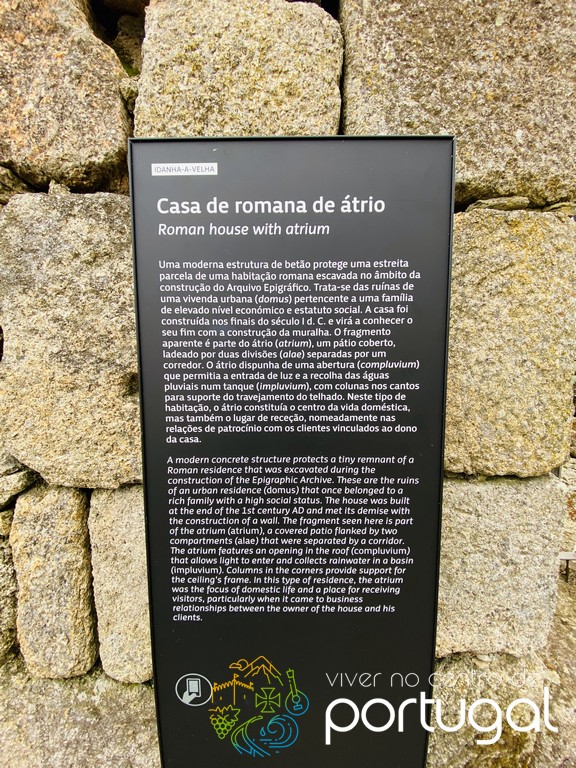 IDANHA-A-VELHA
Casa de romana de átrio
Roman house with atrium
Uma moderna estrutura de betão protege uma estreita
parcela de uma habitação romana escavada no âmbito da
construção do Arquivo Epigráfico. Trata-se das ruínas de
uma vivenda urbana (domus) pertencente a uma família
de elevado nível económico e estatuto social. A casa foi
construída nos finais do século I d. C. e virá a conhecer o
seu fim com a construção da muralha. O fragmento
aparente é parte do átrio (atrium), um pátio coberto,
ladeado por duas divisões (alae) separadas por um
corredor. O átrio dispunha de uma abertura (compluvium)
que permitia a entrada de luz e a recolha das águas
pluviais num tanque (impluvium), com colunas nos cantos
para suporte do travejamento do telhado. Neste tipo de
habitação, o átrio constituía o centro da vida doméstica,
mas também o lugar de receção, nomeadamente nas
relações de patrocínio com os clientes vinculados ao dono
da casa.
A modern concrete structure protects a tiny remnant of a
Roman residence that was excavated during the
construction of the Epigraphic Archive. These are the ruins
of an urban residence (domus) that once belonged to a
rich family with a high social status. The house was built
at the end of the 1st century AD and met its demise with
the construction of a wall. The fragment seen here is part
of the atrium (atrium), a covered patio flanked by two
compartments (alae) that were separated by a corridor.
The atrium features an opening in the roof (compluvium)
that allows light to enter and collects rainwater in a basin
(impluvium). Columns in the corners provide support for
the ceiling's frame. In this type of residence, the atrium
was the focus of domestic life and a place for receiving
visitors, particularly when it came to business
relationships between the owner of the house and his
clients.
viver no centro de
portugal